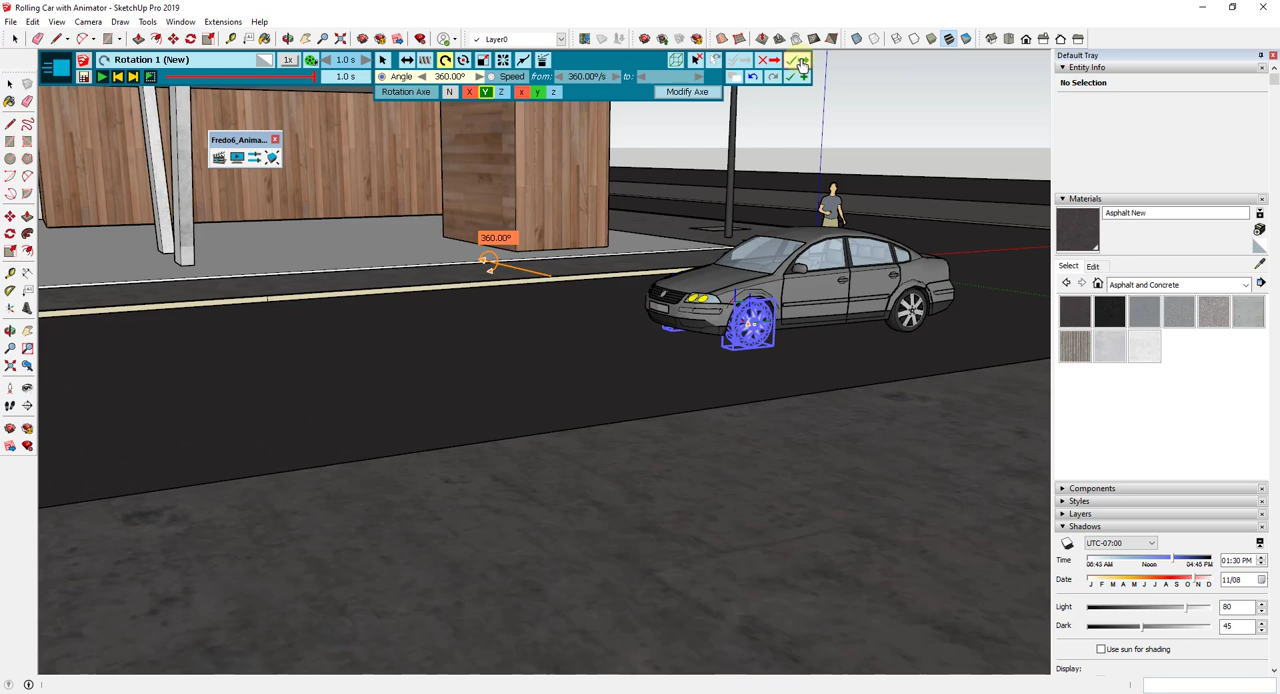 Rolling Car with Animator - SketchUp Pro 2019
File Edit View Camera Draw Tools Window Extensions Help
Layer0
Default Tray
Rotation 1 (New)
1x
1.0 s
1.0 s
Angle 360.00° Speed from: 360.00°/s to:
Rotation Axe N X Y Z x y z Modify Axe
Entity Info
No Selection
Fredo6_Anima...
360.00°
Materials
Asphalt New
Select Edit
Asphalt and Concrete
Components
Styles
Layers
Shadows
UTC-07:00
Time 06:43 AM Noon 04:45 PM 01:30 PM
Date J F M A M J J A S O N D 11/08
Light 80
Dark 45
Use sun for shading
Display: